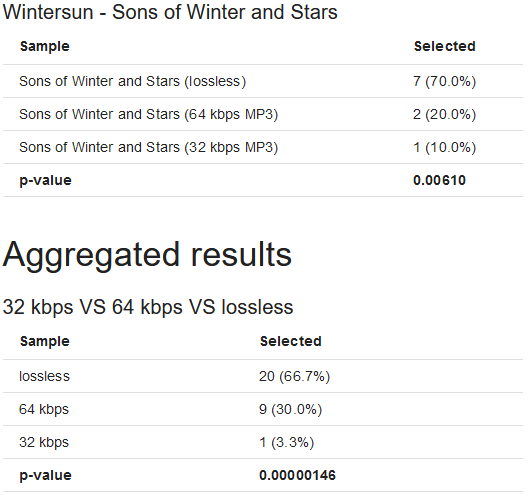 Wintersun - Sons of Winter and Stars
Sample Selected
Sons of Winter and Stars (lossless) 7 (70.0%)
Sons of Winter and Stars (64 kbps MP3) 2 (20.0%)
Sons of Winter and Stars (32 kbps MP3) 1 (10.0%)
p-value 0.00610
Aggregated results
32 kbps VS 64 kbps VS lossless
Sample Selected
lossless 20 (66.7%)
64 kbps 9 (30.0%)
32 kbps 1 (3.3%)
p-value 0.00000146